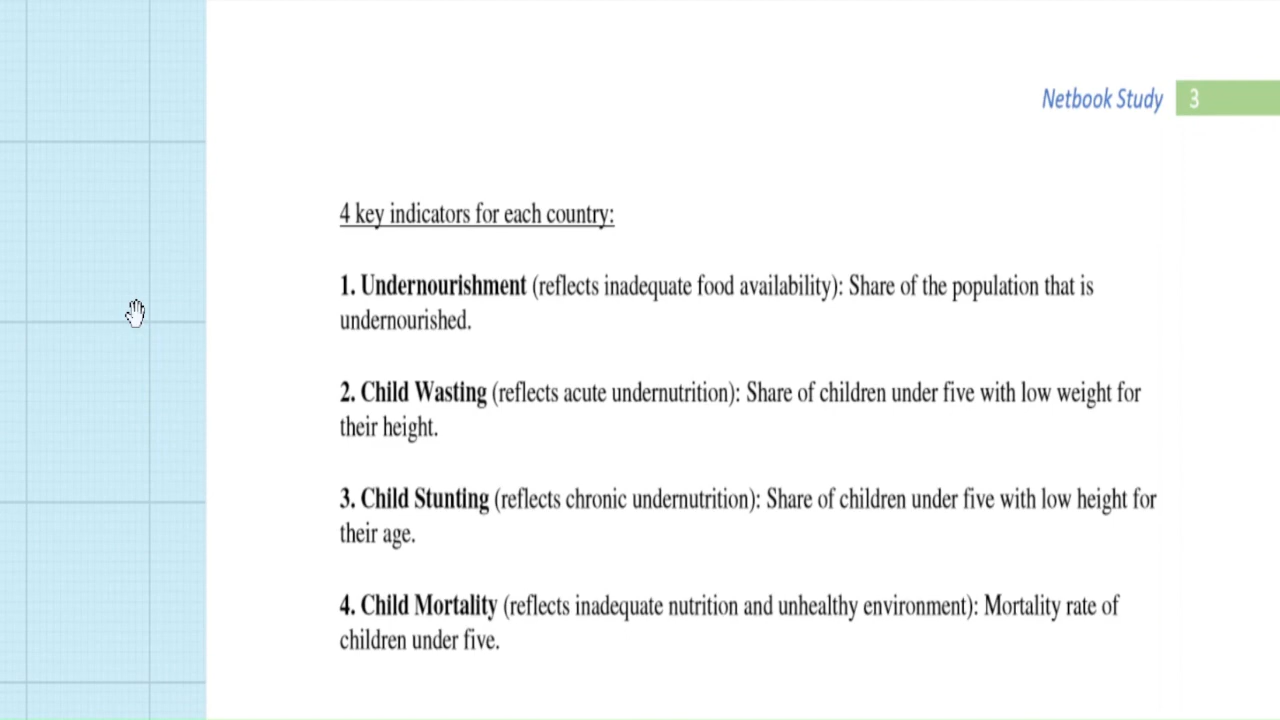 Netbook Study 3
4 key indicators for each country:
1. Undernourishment (reflects inadequate food availability): Share of the population that is
undernourished.
2. Child Wasting (reflects acute undernutrition): Share of children under five with low weight for
their height.
3. Child Stunting (reflects chronic undernutrition): Share of children under five with low height for
their age.
4. Child Mortality (reflects inadequate nutrition and unhealthy environment): Mortality rate of
children under five.